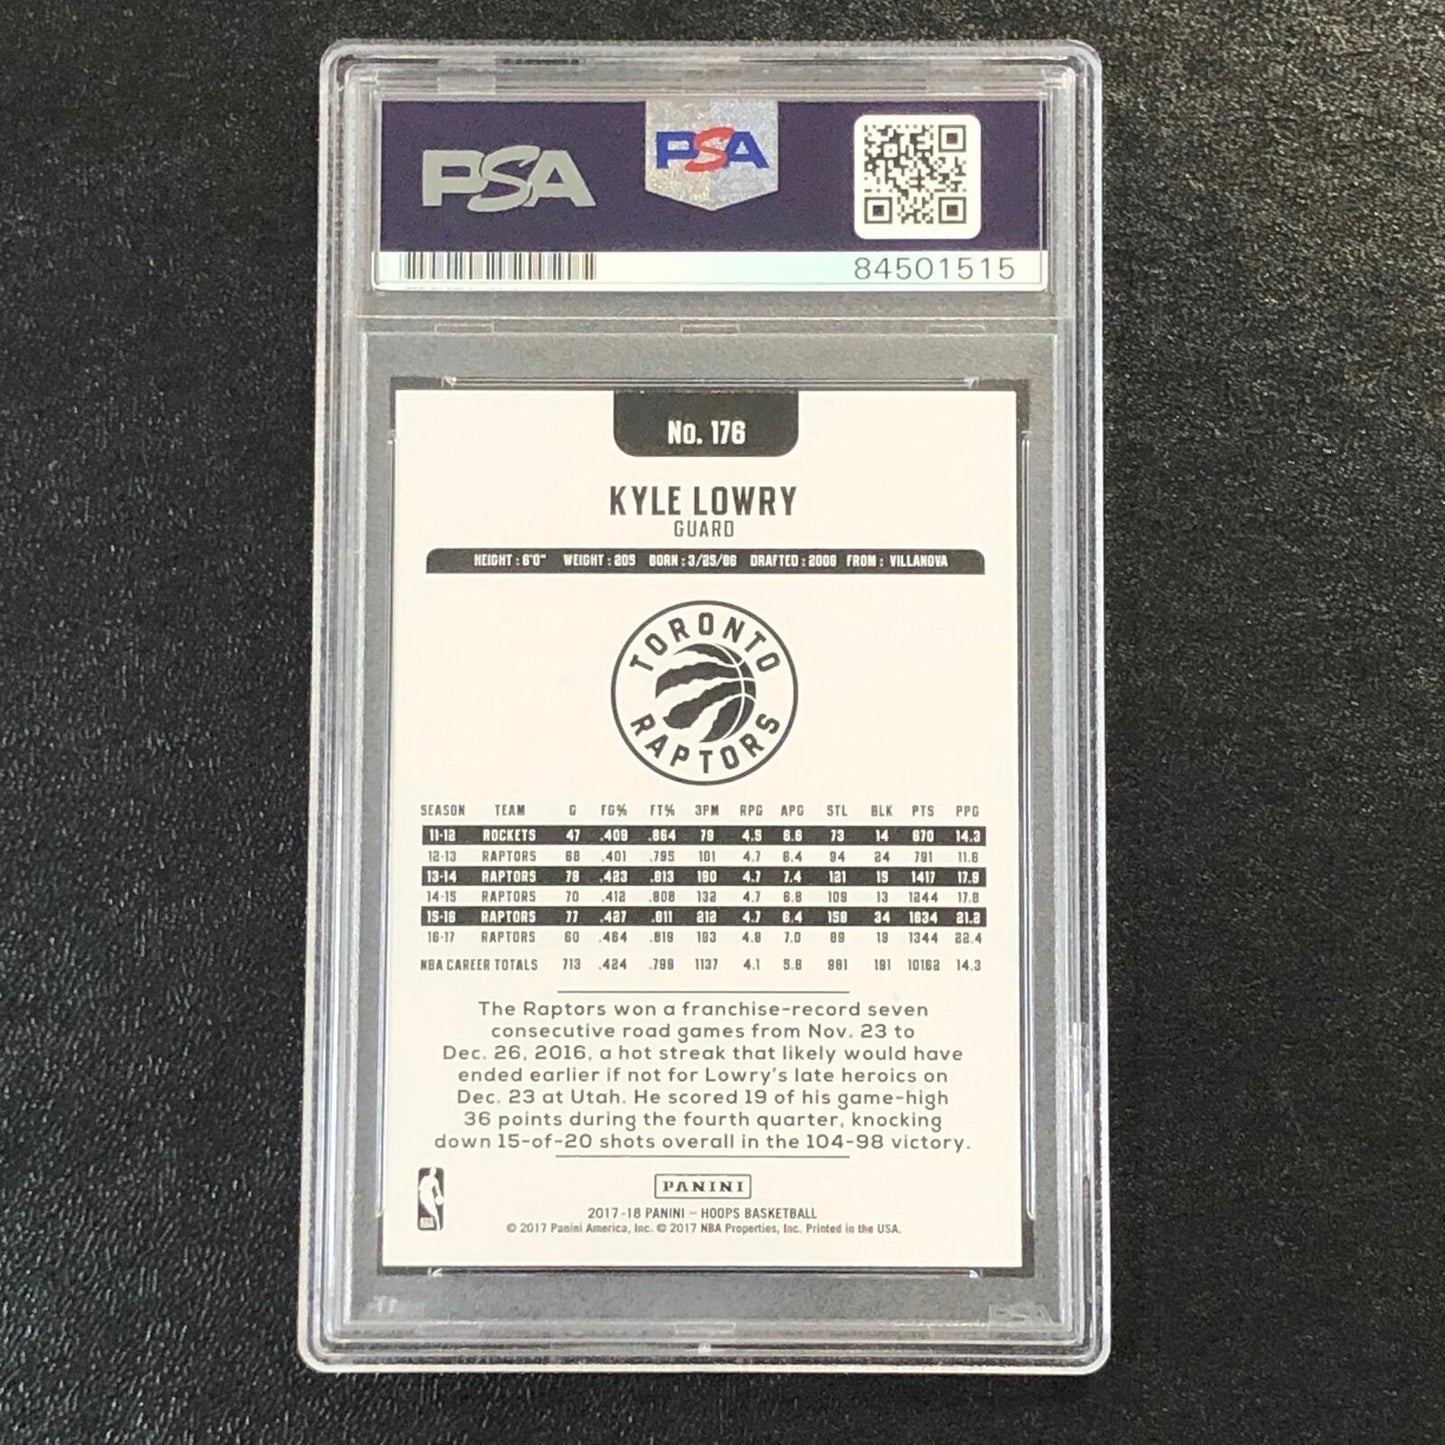 PSA
PSA
84501515
No. 176
KYLE LOWRY
GUARD
HEIGHT : 6'0" WEIGHT : 205 BORN : 3/25/86 DRAFTED : 2006 FROM : VILLANOVA
TORONTO
RAPTORS
SEASON TEAM G FG% FT% 3PM RPG APG STL BLK PTS PPG
11-12 ROCKETS 47 .409 .864 79 4.5 6.6 73 14 670 14.3
12-13 RAPTORS 68 .401 .795 101 4.7 6.4 94 24 791 11.6
13-14 RAPTORS 79 .423 .813 190 4.7 7.4 121 15 1417 17.9
14-15 RAPTORS 70 .412 .808 132 4.7 6.8 109 13 1244 17.8
15-16 RAPTORS 77 .427 .811 212 4.7 6.4 158 34 1634 21.2
16-17 RAPTORS 60 .464 .819 193 4.8 7.0 89 19 1344 22.4
NBA CAREER TOTALS 713 .424 .798 1137 4.1 5.8 981 191 10162 14.3
The Raptors won a franchise-record seven
consecutive road games from Nov. 23 to
Dec. 26, 2016, a hot streak that likely would have
ended earlier if not for Lowry's late heroics on
Dec. 23 at Utah. He scored 19 of his game-high
36 points during the fourth quarter, knocking
down 15-of-20 shots overall in the 104-98 victory.
PANINI
2017-18 PANINI – HOOPS BASKETBALL
© 2017 Panini America, Inc. © 2017 NBA Properties, Inc. Printed in the USA.
PSA